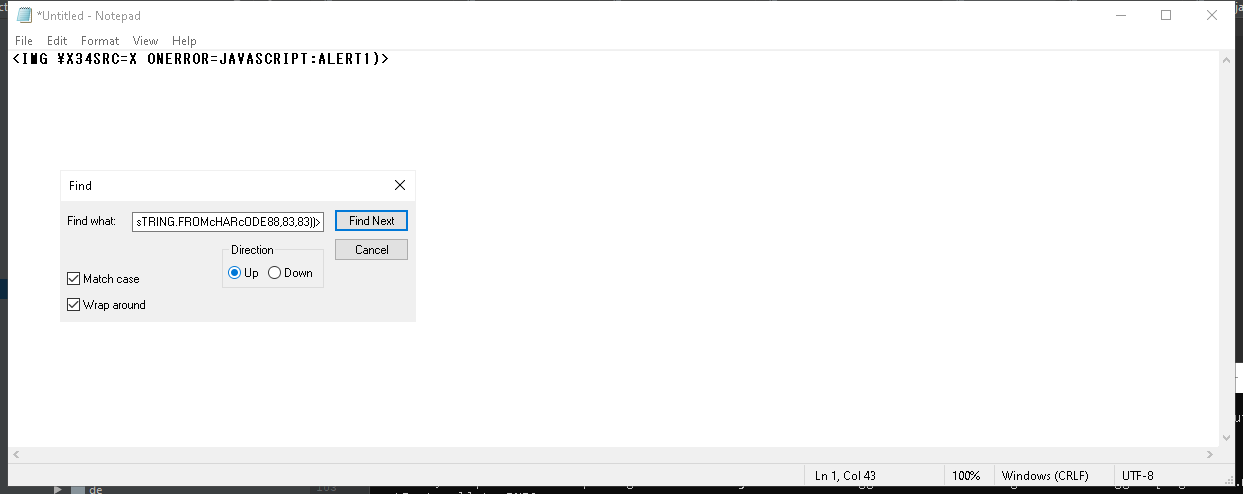 *Untitled - Notepad
File Edit Format View Help
<IMG ¥X34SRC=X ONERROR=JAVASCRIPT:ALERT1)>
Find
Find what: sTRING.FROMcHARcODE88,83,83))> Find Next
Direction Cancel
Up Down
Match case
Wrap around
Ln 1, Col 43 100% Windows (CRLF) UTF-8
de